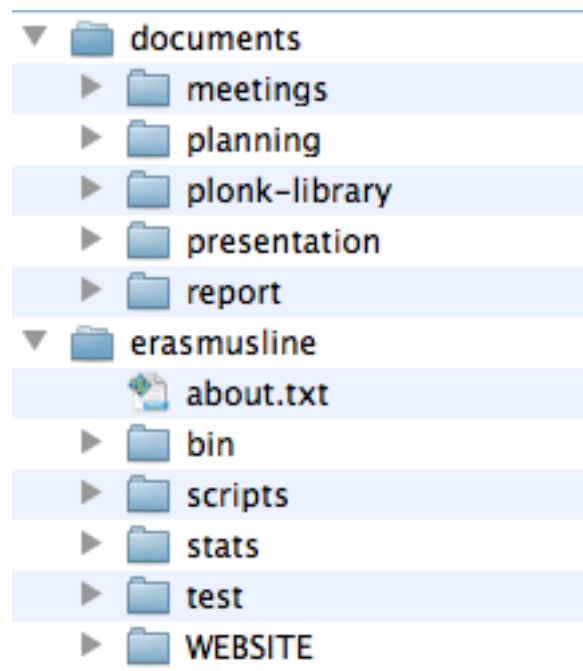 documents
meetings
planning
plonk-library
presentation
report
erasmusline
about.txt
bin
scripts
stats
test
WEBSITE